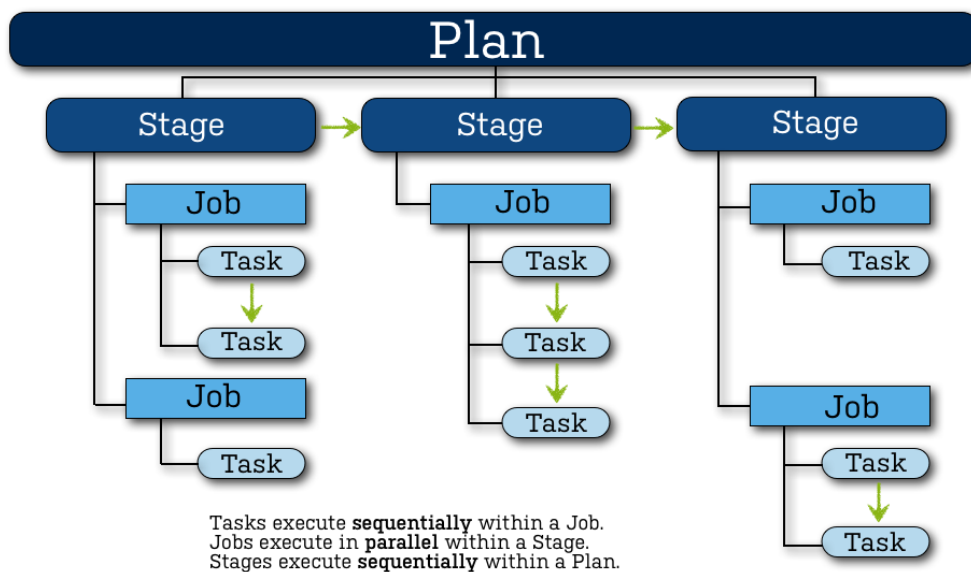 Plan
Stage
Stage
Stage
Job
Task
Task
Job
Task
Job
Task
Task
Task
Job
Task
Job
Task
Task
Tasks execute sequentially within a Job.
Jobs execute in parallel within a Stage.
Stages execute sequentially within a Plan.